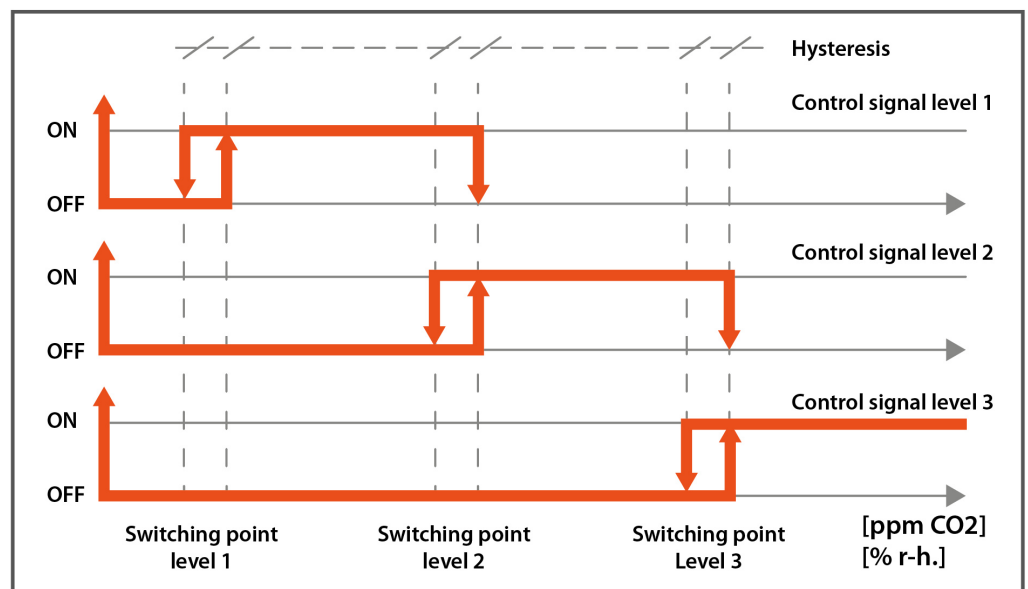 Hysteresis
Control signal level 1
ON
OFF
Control signal level 2
ON
OFF
Control signal level 3
ON
OFF
Switching point
level 1
Switching point
level 2
Switching point
Level 3
[ppm CO2]
[% r-h.]